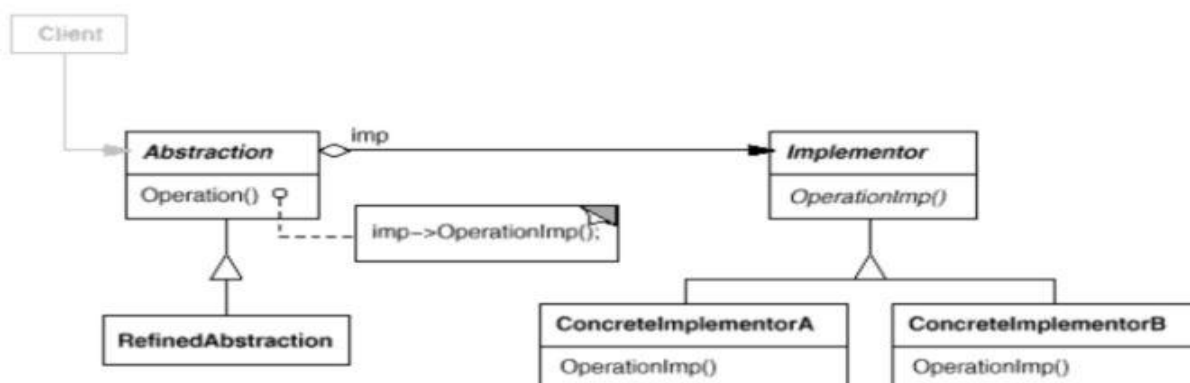 Client
Abstraction
imp
Implementor
Operation()
OperationImp()
imp->OperationImp();
RefinedAbstraction
ConcreteImplementorA
ConcreteImplementorB
OperationImp()
OperationImp()